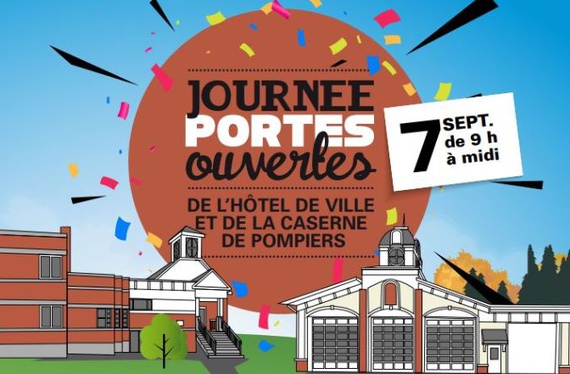 JOURNEE
PORTES
ouvertes
DE L'HÔTEL DE VILLE
ET DE LA CASERNE
DE POMPIERS
7 SEPT.
de 9 h
à midi